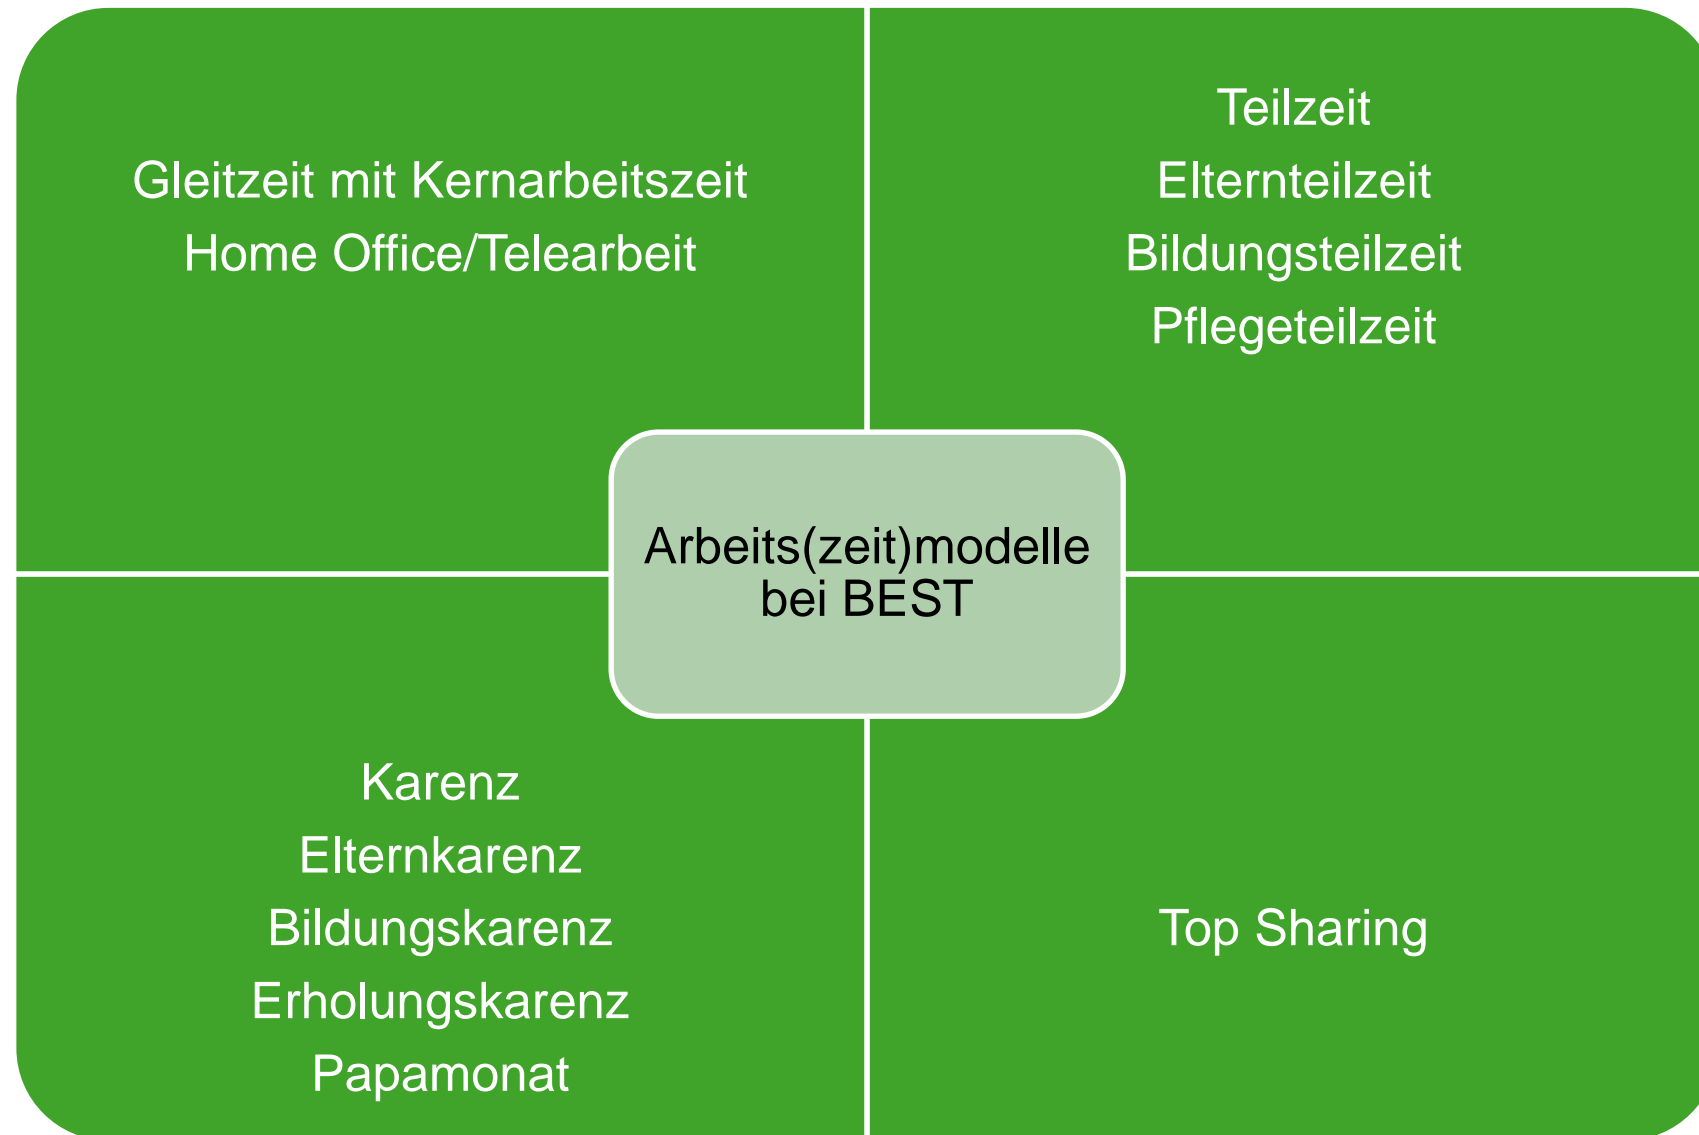 Gleitzeit mit Kernarbeitszeit
Home Office/Telearbeit
Teilzeit
Elternteilzeit
Bildungsteilzeit
Pflegeteilzeit
Arbeits(zeit)modelle
bei BEST
Karenz
Elternkarenz
Bildungskarenz
Erholungskarenz
Papamonat
Top Sharing